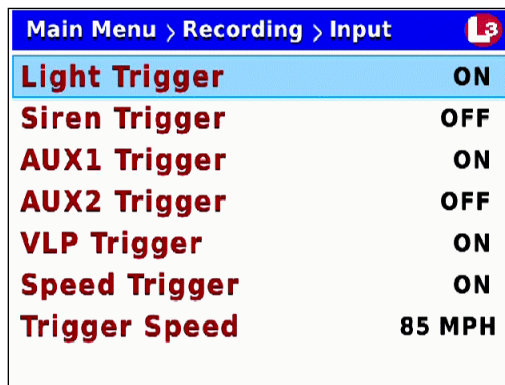 Main Menu > Recording > Input L3
Light Trigger ON
Siren Trigger OFF
AUX1 Trigger ON
AUX2 Trigger OFF
VLP Trigger ON
Speed Trigger ON
Trigger Speed 85 MPH